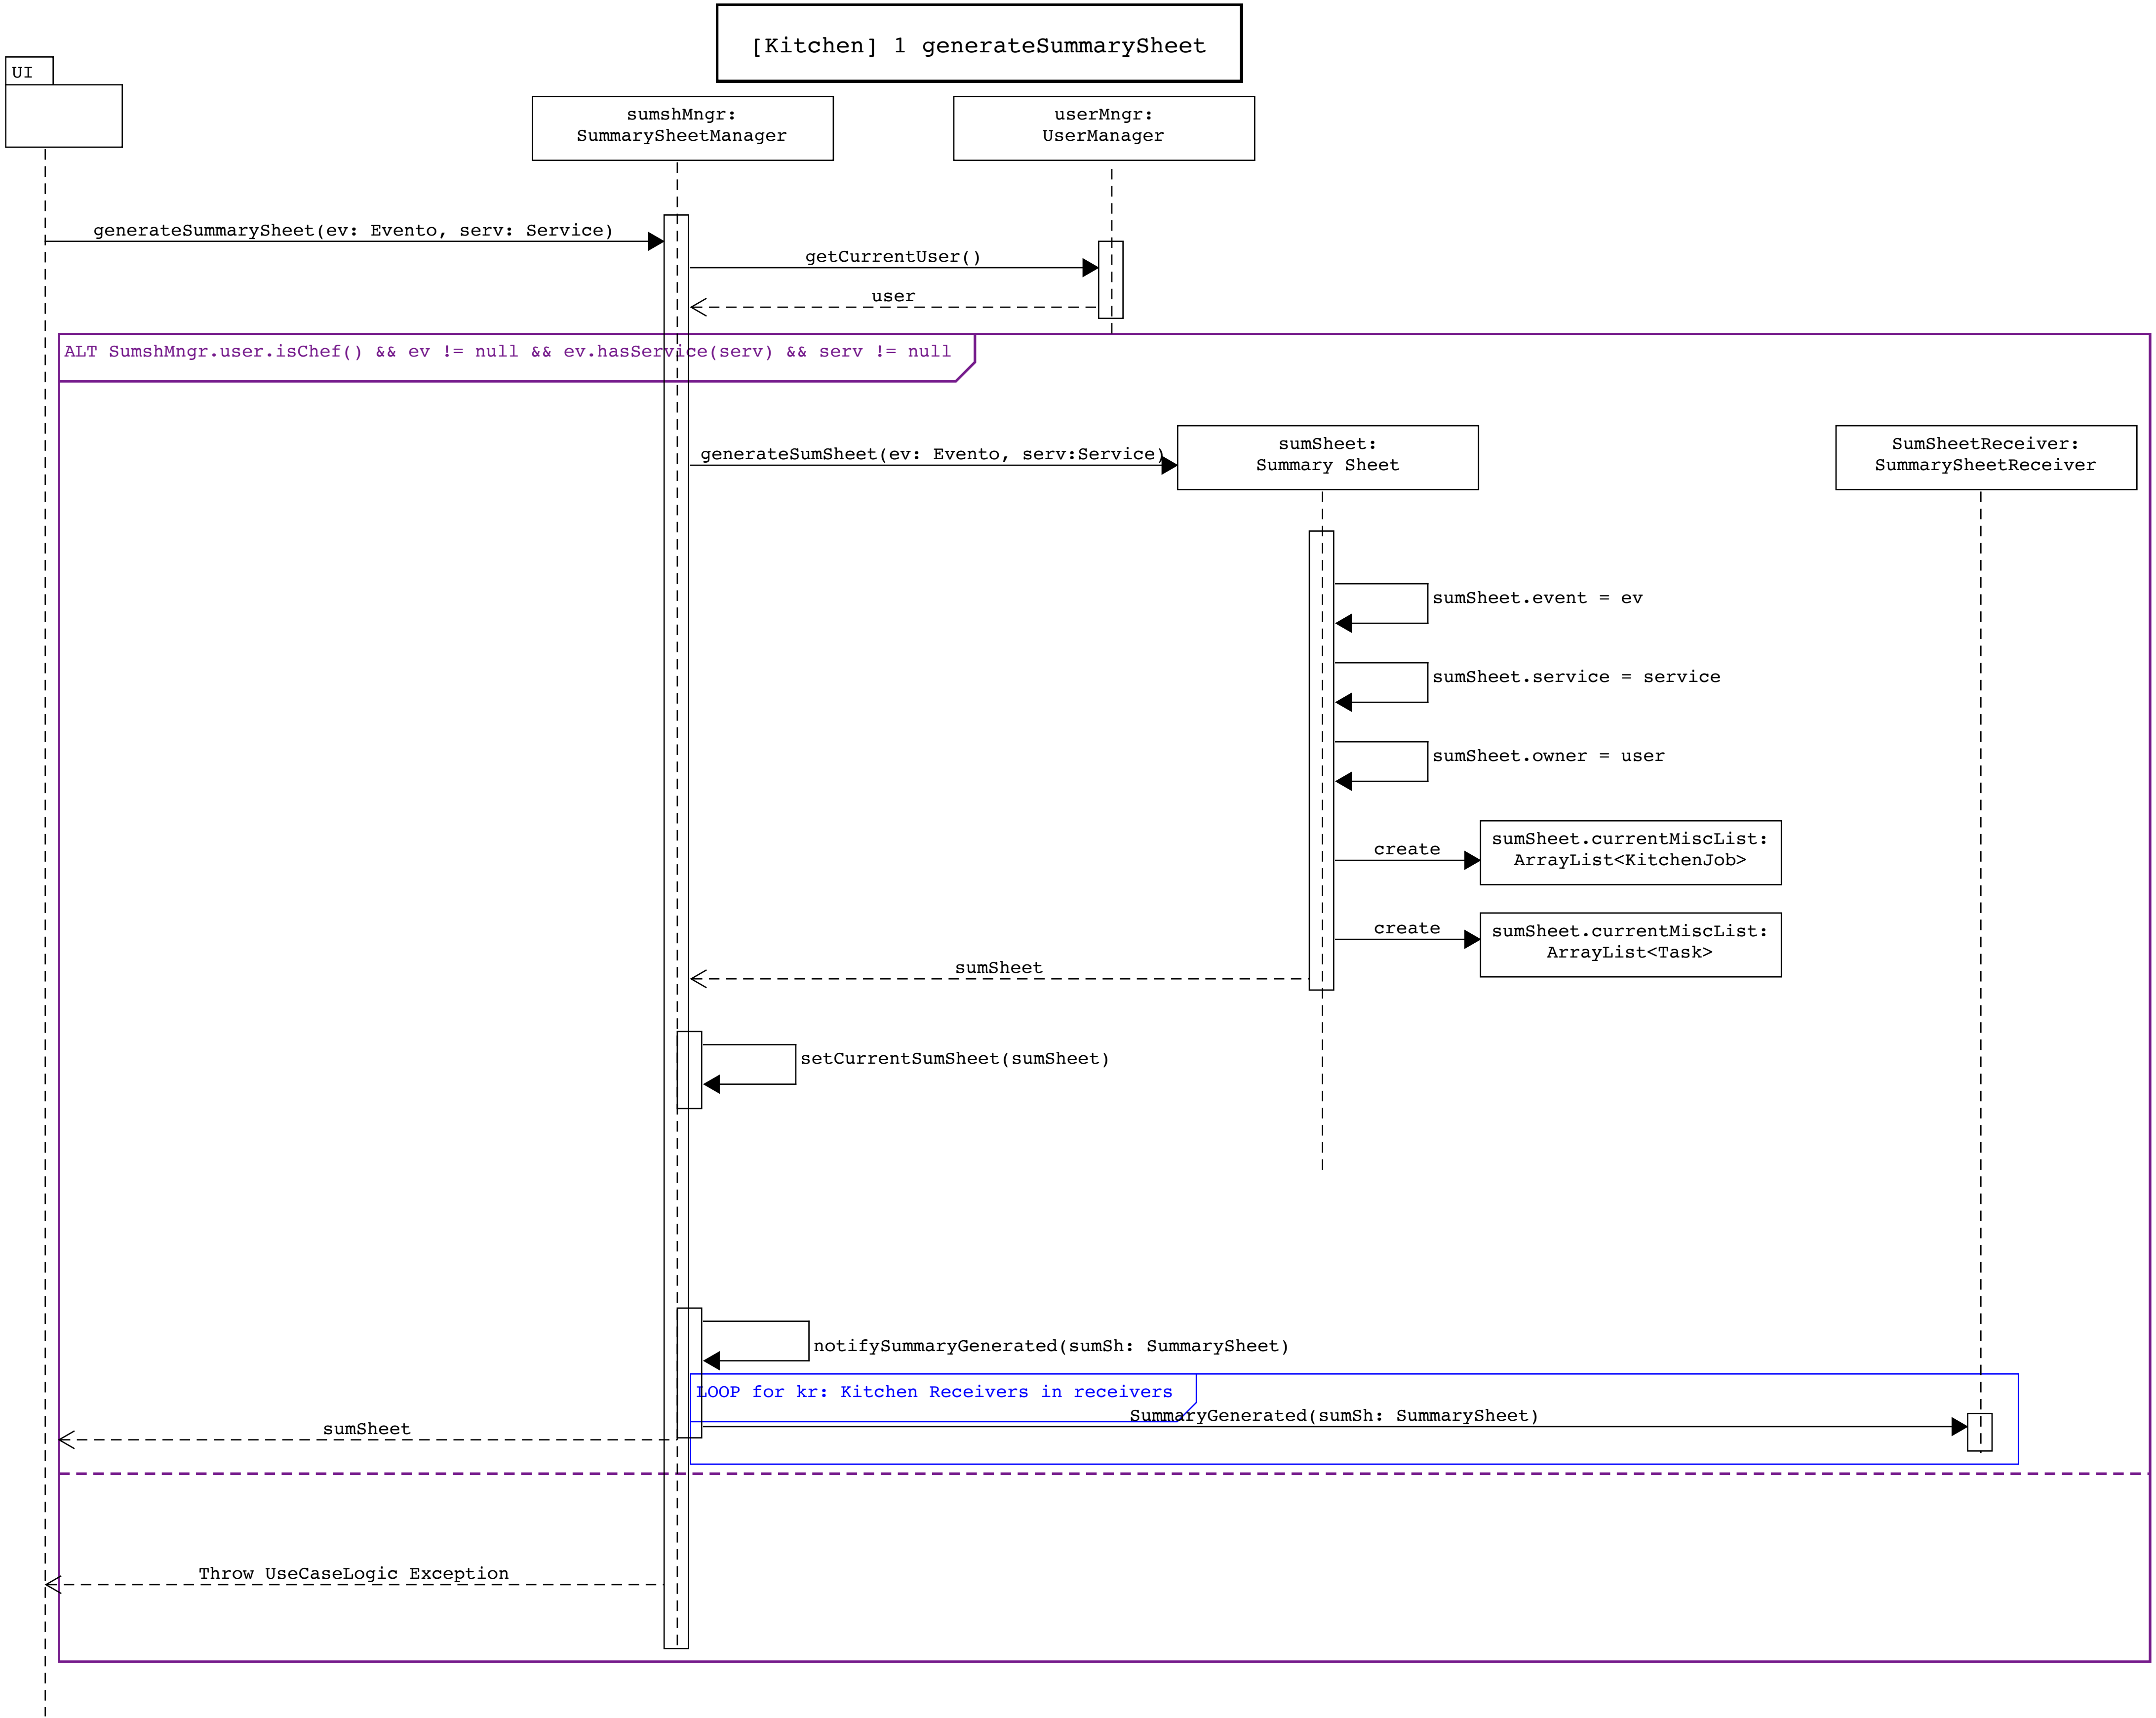 [Kitchen] 1 generateSummarySheet
UI
sumshMngr:
SummarySheetManager
userMngr:
UserManager
generateSummarySheet(ev: Evento, serv: Service)
getCurrentUser()
user
ALT SumshMngr.user.isChef() && ev != null && ev.hasService(serv) && serv != null
generateSumSheet(ev: Evento, serv:Service)
sumSheet:
Summary Sheet
SumSheetReceiver:
SummarySheetReceiver
sumSheet.event = ev
sumSheet.service = service
sumSheet.owner = user
create
sumSheet.currentMiscList:
ArrayList<KitchenJob>
create
sumSheet.currentMiscList:
ArrayList<Task>
sumSheet
setCurrentSumSheet(sumSheet)
notifySummaryGenerated(sumSh: SummarySheet)
LOOP for kr: Kitchen Receivers in receivers
SummaryGenerated(sumSh: SummarySheet)
sumSheet
Throw UseCaseLogic Exception